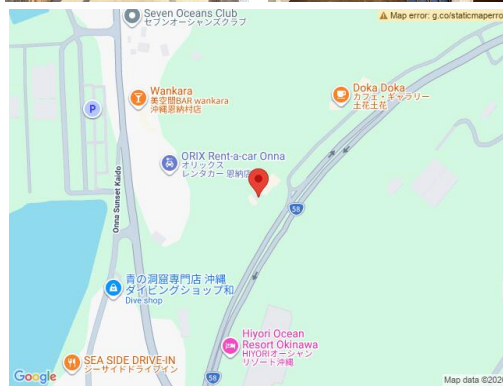 Seven Oceans Club
セブンオーシャンズクラブ
Map error: g.co/staticmaperro
Wankara
美空間BAR wankara
沖縄恩納村店
Doka Doka
カフェ・ギャラリー
土花土花
P
ORIX Rent-a-car Onna
オリックス
レンタカー 恩納店
Onna Sunset Kaido
58
青の洞窟専門店 沖縄
ダイビングショップ和
Dive shop
Hiyori Ocean
Resort Okinawa
HIYORIオーシャン
リゾート沖縄
SEA SIDE DRIVE-IN
シーサイドドライブイン
58
Google
Map data ©202